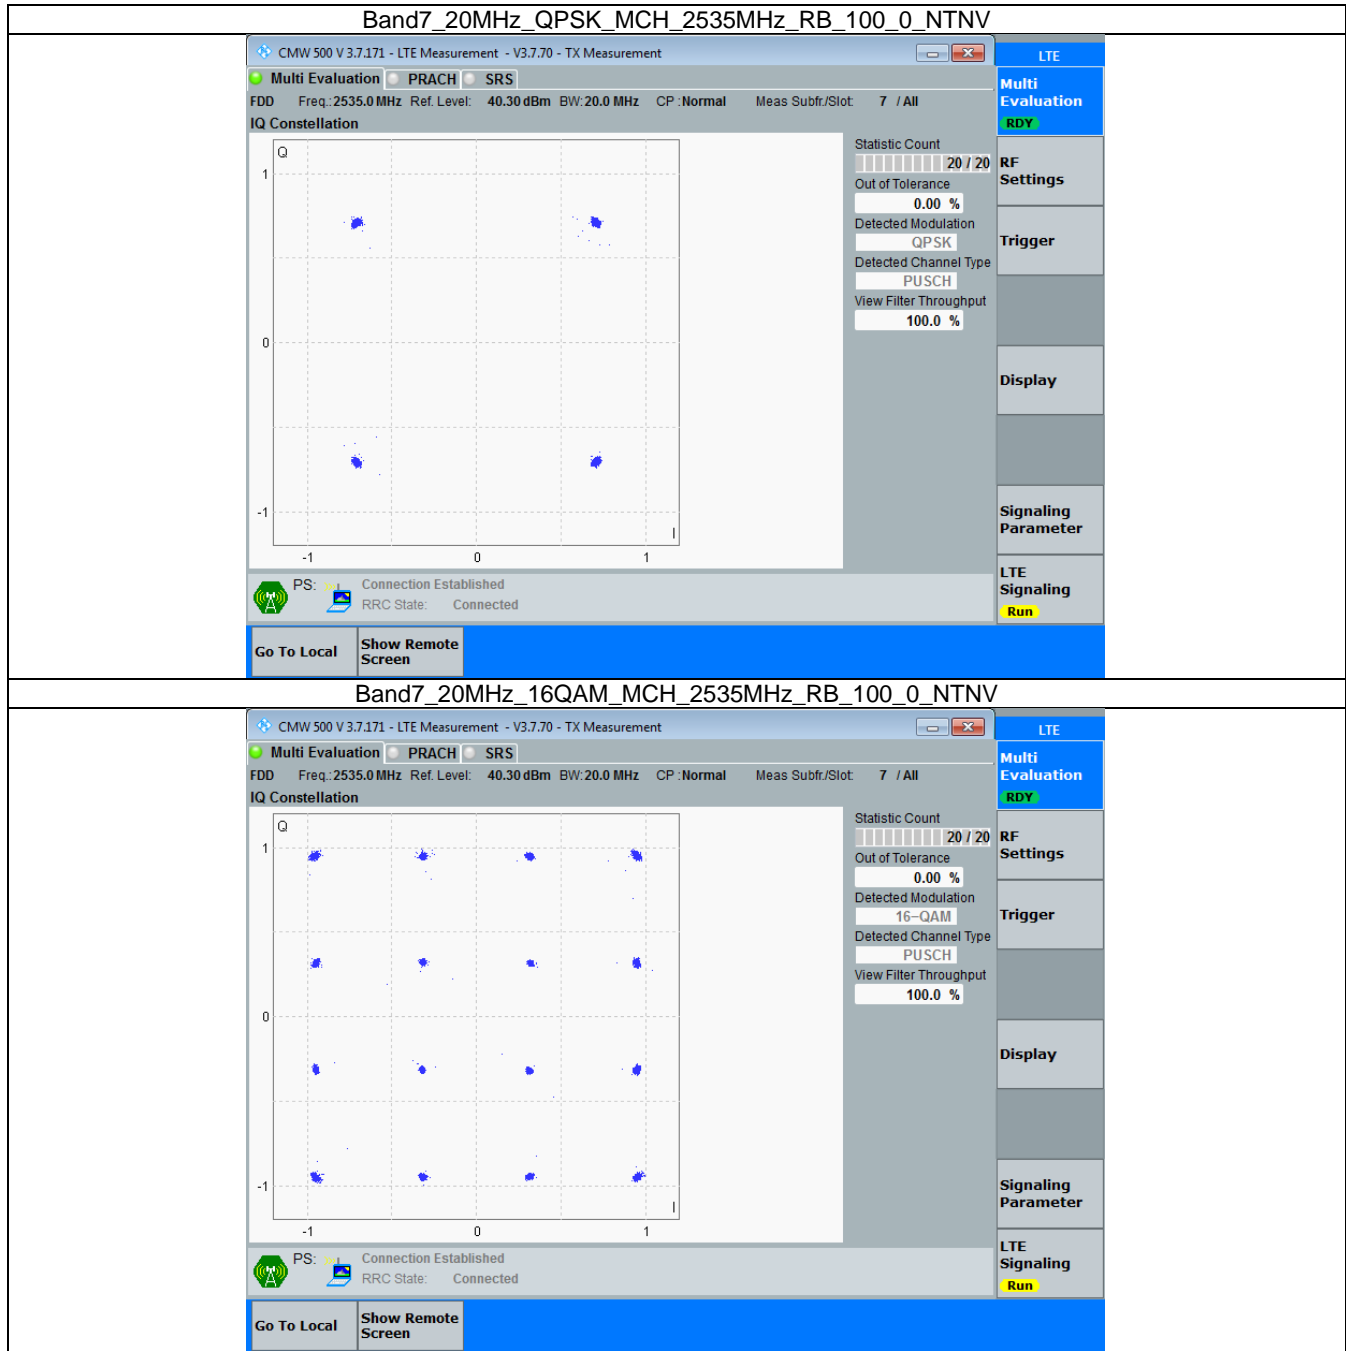 Band7_20MHz_QPSK_MCH_2535MHz_RB_100_0_NTNV
CMW 500 V 3.7.171 - LTE Measurement - V3.7.70 - TX Measurement
LTE
Multi Evaluation PRACH SRS
Multi Evaluation
RDY
FDD Freq.: 2535.0 MHz Ref. Level: 40.30 dBm BW: 20.0 MHz CP : Normal Meas Subfr./Slot: 7 / All
IQ Constellation
Q
1
0
-1
I
-1 0 1
Statistic Count
20 / 20
Out of Tolerance
0.00 %
Detected Modulation
QPSK
Detected Channel Type
PUSCH
View Filter Throughput
100.0 %
RF
Settings
Trigger
Display
Signaling
Parameter
LTE
Signaling
Run
PS: Connection Established
RRC State: Connected
Go To Local
Show Remote
Screen
Band7_20MHz_16QAM_MCH_2535MHz_RB_100_0_NTNV
CMW 500 V 3.7.171 - LTE Measurement - V3.7.70 - TX Measurement
LTE
Multi Evaluation PRACH SRS
Multi Evaluation
RDY
FDD Freq.: 2535.0 MHz Ref. Level: 40.30 dBm BW: 20.0 MHz CP : Normal Meas Subfr./Slot: 7 / All
IQ Constellation
Q
1
0
-1
I
-1 0 1
Statistic Count
20 / 20
Out of Tolerance
0.00 %
Detected Modulation
16-QAM
Detected Channel Type
PUSCH
View Filter Throughput
100.0 %
RF
Settings
Trigger
Display
Signaling
Parameter
LTE
Signaling
Run
PS: Connection Established
RRC State: Connected
Go To Local
Show Remote
Screen